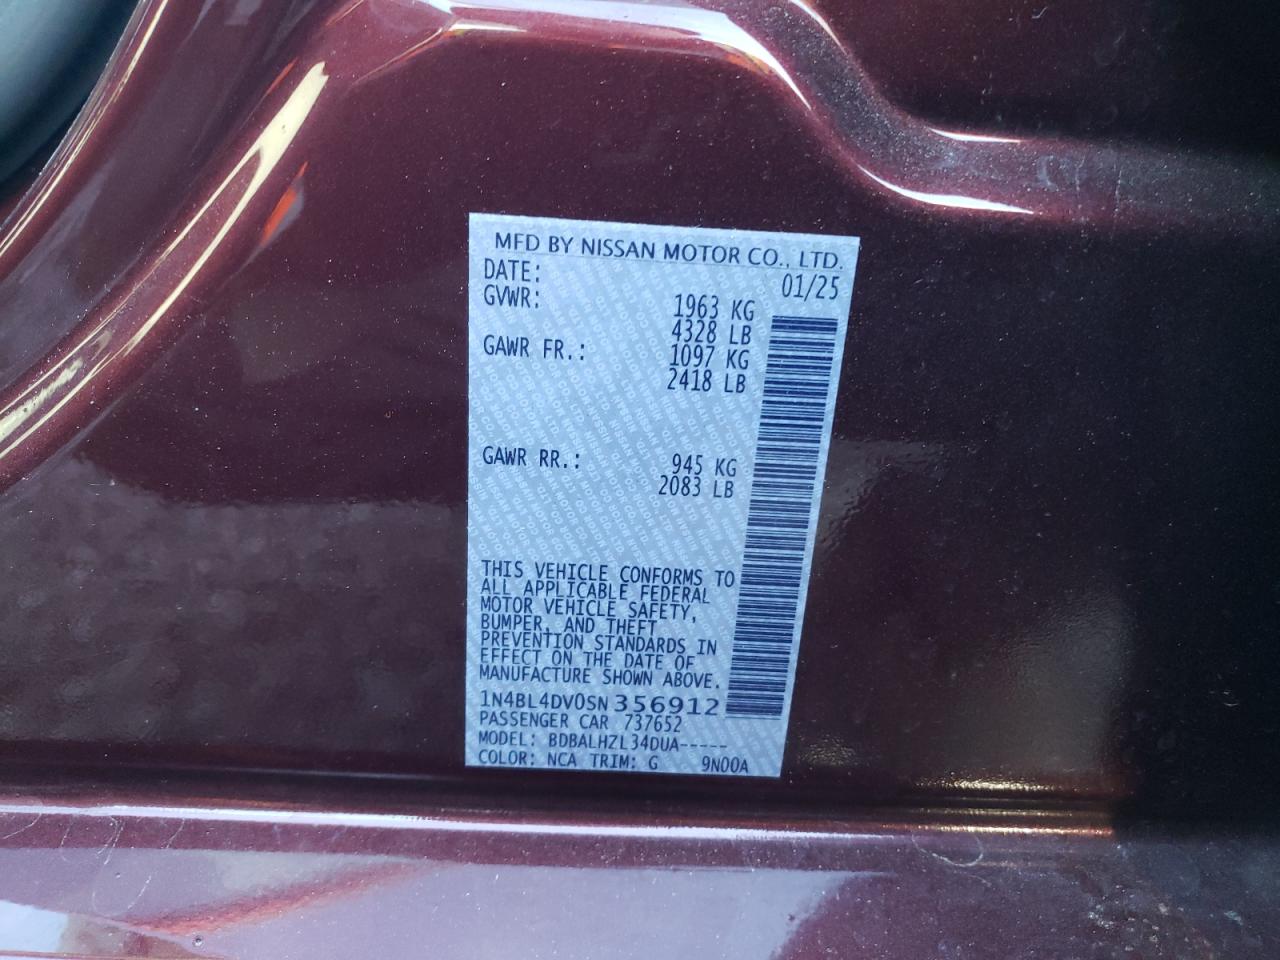 MFD BY NISSAN MOTOR CO., LTD.
DATE: 01/25
GVWR: 1963 KG
4328 LB
GAWR FR.: 1097 KG
2418 LB
GAWR RR.: 945 KG
2083 LB
THIS VEHICLE CONFORMS TO
ALL APPLICABLE FEDERAL
MOTOR VEHICLE SAFETY,
BUMPER, AND THEFT
PREVENTION STANDARDS IN
EFFECT ON THE DATE OF
MANUFACTURE SHOWN ABOVE.
1N4BL4DV0SN356912
PASSENGER CAR 737652
MODEL: BDBALHZL34DUA-----
COLOR: NCA TRIM: G 9N00A